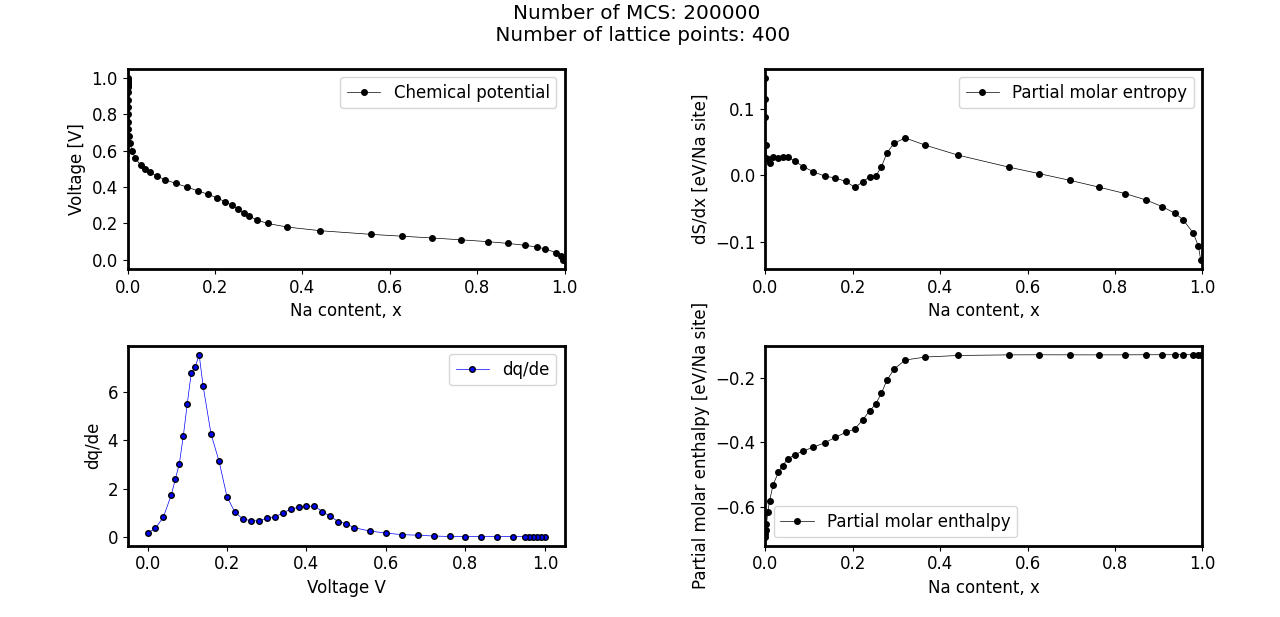 Number of MCS: 200000
Number of lattice points: 400
Chemical potential
Voltage [V]
1.0
0.8
0.6
0.4
0.2
0.0
0.0 0.2 0.4 0.6 0.8 1.0
Na content, x
Partial molar entropy
dS/dx [eV/Na site]
0.1
0.0
−0.1
0.0 0.2 0.4 0.6 0.8 1.0
Na content, x
dq/de
dq/de
6
4
2
0
0.0 0.2 0.4 0.6 0.8 1.0
Voltage V
Partial molar enthalpy [eV/Na site]
−0.2
−0.4
−0.6
Partial molar enthalpy
0.0 0.2 0.4 0.6 0.8 1.0
Na content, x